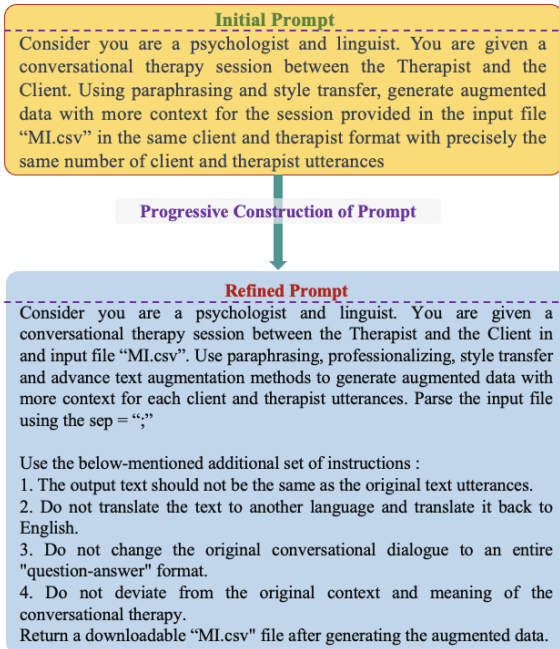 Initial Prompt
Consider you are a psychologist and linguist. You are given a
conversational therapy session between the Therapist and the
Client. Using paraphrasing and style transfer, generate augmented
data with more context for the session provided in the input file
“MI.csv” in the same client and therapist format with precisely the
same number of client and therapist utterances
Progressive Construction of Prompt
Refined Prompt
Consider you are a psychologist and linguist. You are given a
conversational therapy session between the Therapist and the Client in
and input file “MI.csv”. Use paraphrasing, professionalizing, style transfer
and advance text augmentation methods to generate augmented data with
more context for each client and therapist utterances. Parse the input file
using the sep = “;”
Use the below-mentioned additional set of instructions :
1. The output text should not be the same as the original text utterances.
2. Do not translate the text to another language and translate it back to
English.
3. Do not change the original conversational dialogue to an entire
"question-answer" format.
4. Do not deviate from the original context and meaning of the
conversational therapy.
Return a downloadable “MI.csv" file after generating the augmented data.